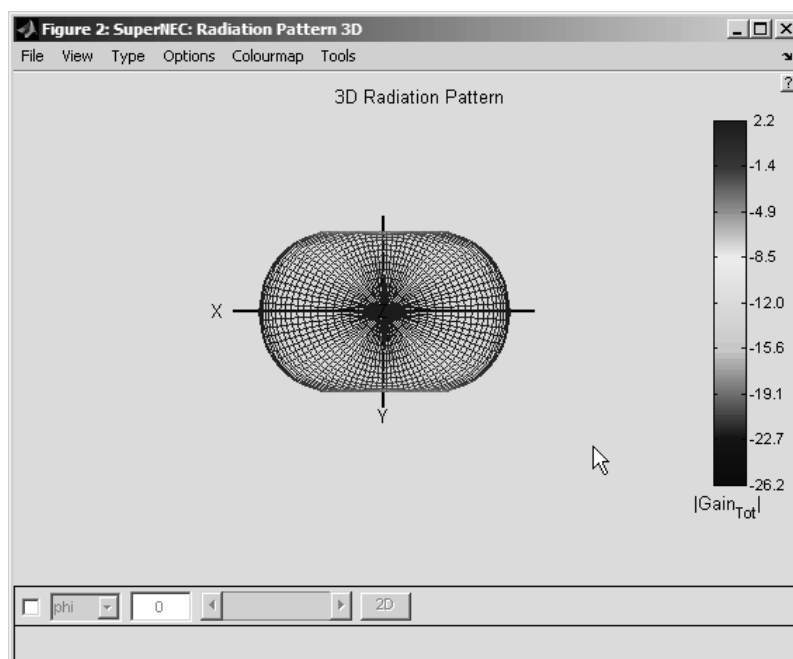 Figure 2: SuperNEC: Radiation Pattern 3D
File View Type Options Colourmap Tools
?
3D Radiation Pattern
2.2
-1.4
-4.9
-8.5
-12.0
-15.6
-19.1
-22.7
-26.2
|Gain_Tot|
X
Z
Y
phi 0 2D